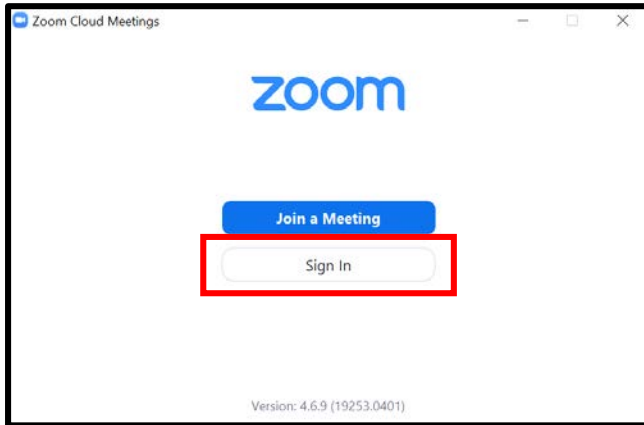 Zoom Cloud Meetings
zoom
Join a Meeting
Sign In
Version: 4.6.9 (19253.0401)